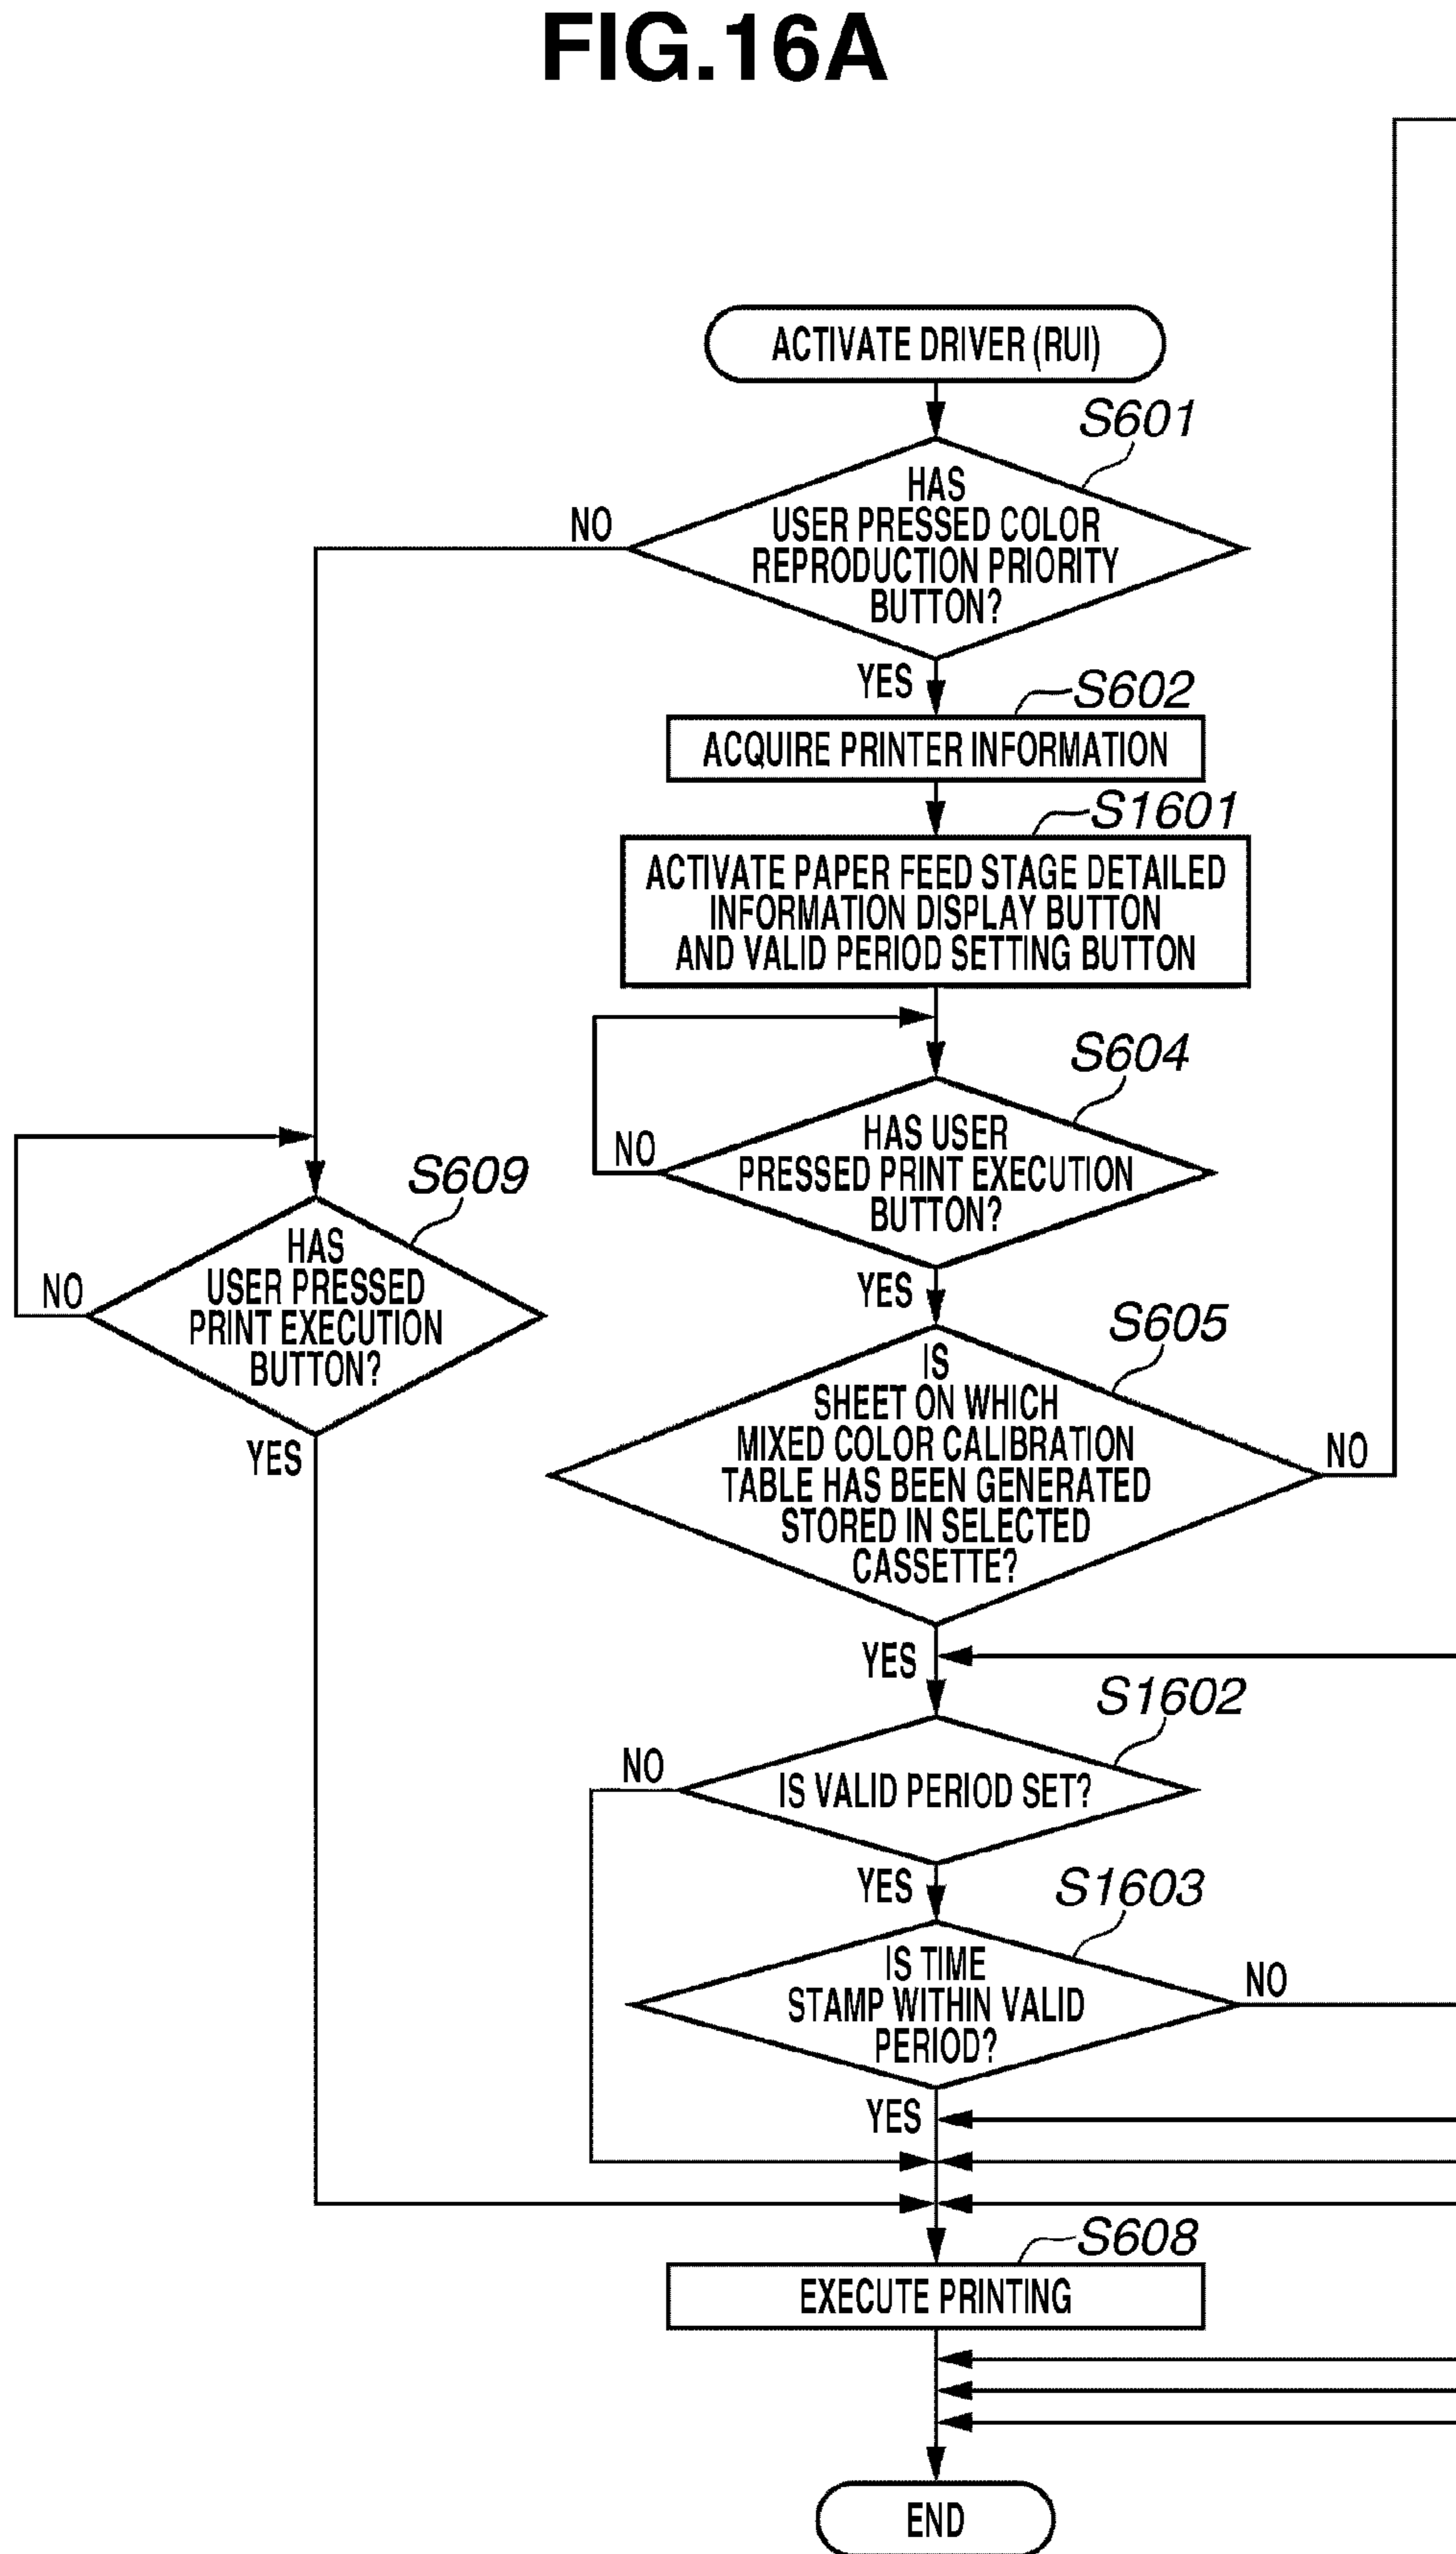 FIG.16A
ACTIVATE DRIVER (RUI)
S601
HAS
USER PRESSED COLOR
REPRODUCTION PRIORITY
BUTTON?
NO
YES
S602
ACQUIRE PRINTER INFORMATION
S1601
ACTIVATE PAPER FEED STAGE DETAILED
INFORMATION DISPLAY BUTTON
AND VALID PERIOD SETTING BUTTON
S604
HAS USER
PRESSED PRINT EXECUTION
BUTTON?
NO
YES
S609
HAS
USER PRESSED
PRINT EXECUTION
BUTTON?
NO
YES
S605
IS
SHEET ON WHICH
MIXED COLOR CALIBRATION
TABLE HAS BEEN GENERATED
STORED IN SELECTED
CASSETTE?
NO
YES
S1602
IS VALID PERIOD SET?
NO
YES
S1603
IS TIME
STAMP WITHIN VALID
PERIOD?
NO
YES
S608
EXECUTE PRINTING
END